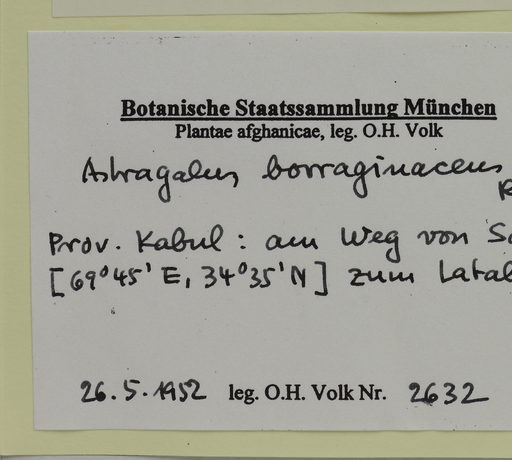 Botanische Staatssammlung München
Plantae afghanicae, leg. O.H. Volk
Astragalus borraginaceus
Prov. Kabul: am Weg von
[69°45'E, 34°35'N] zum
26.5.1952 leg. O.H. Volk Nr. 2632